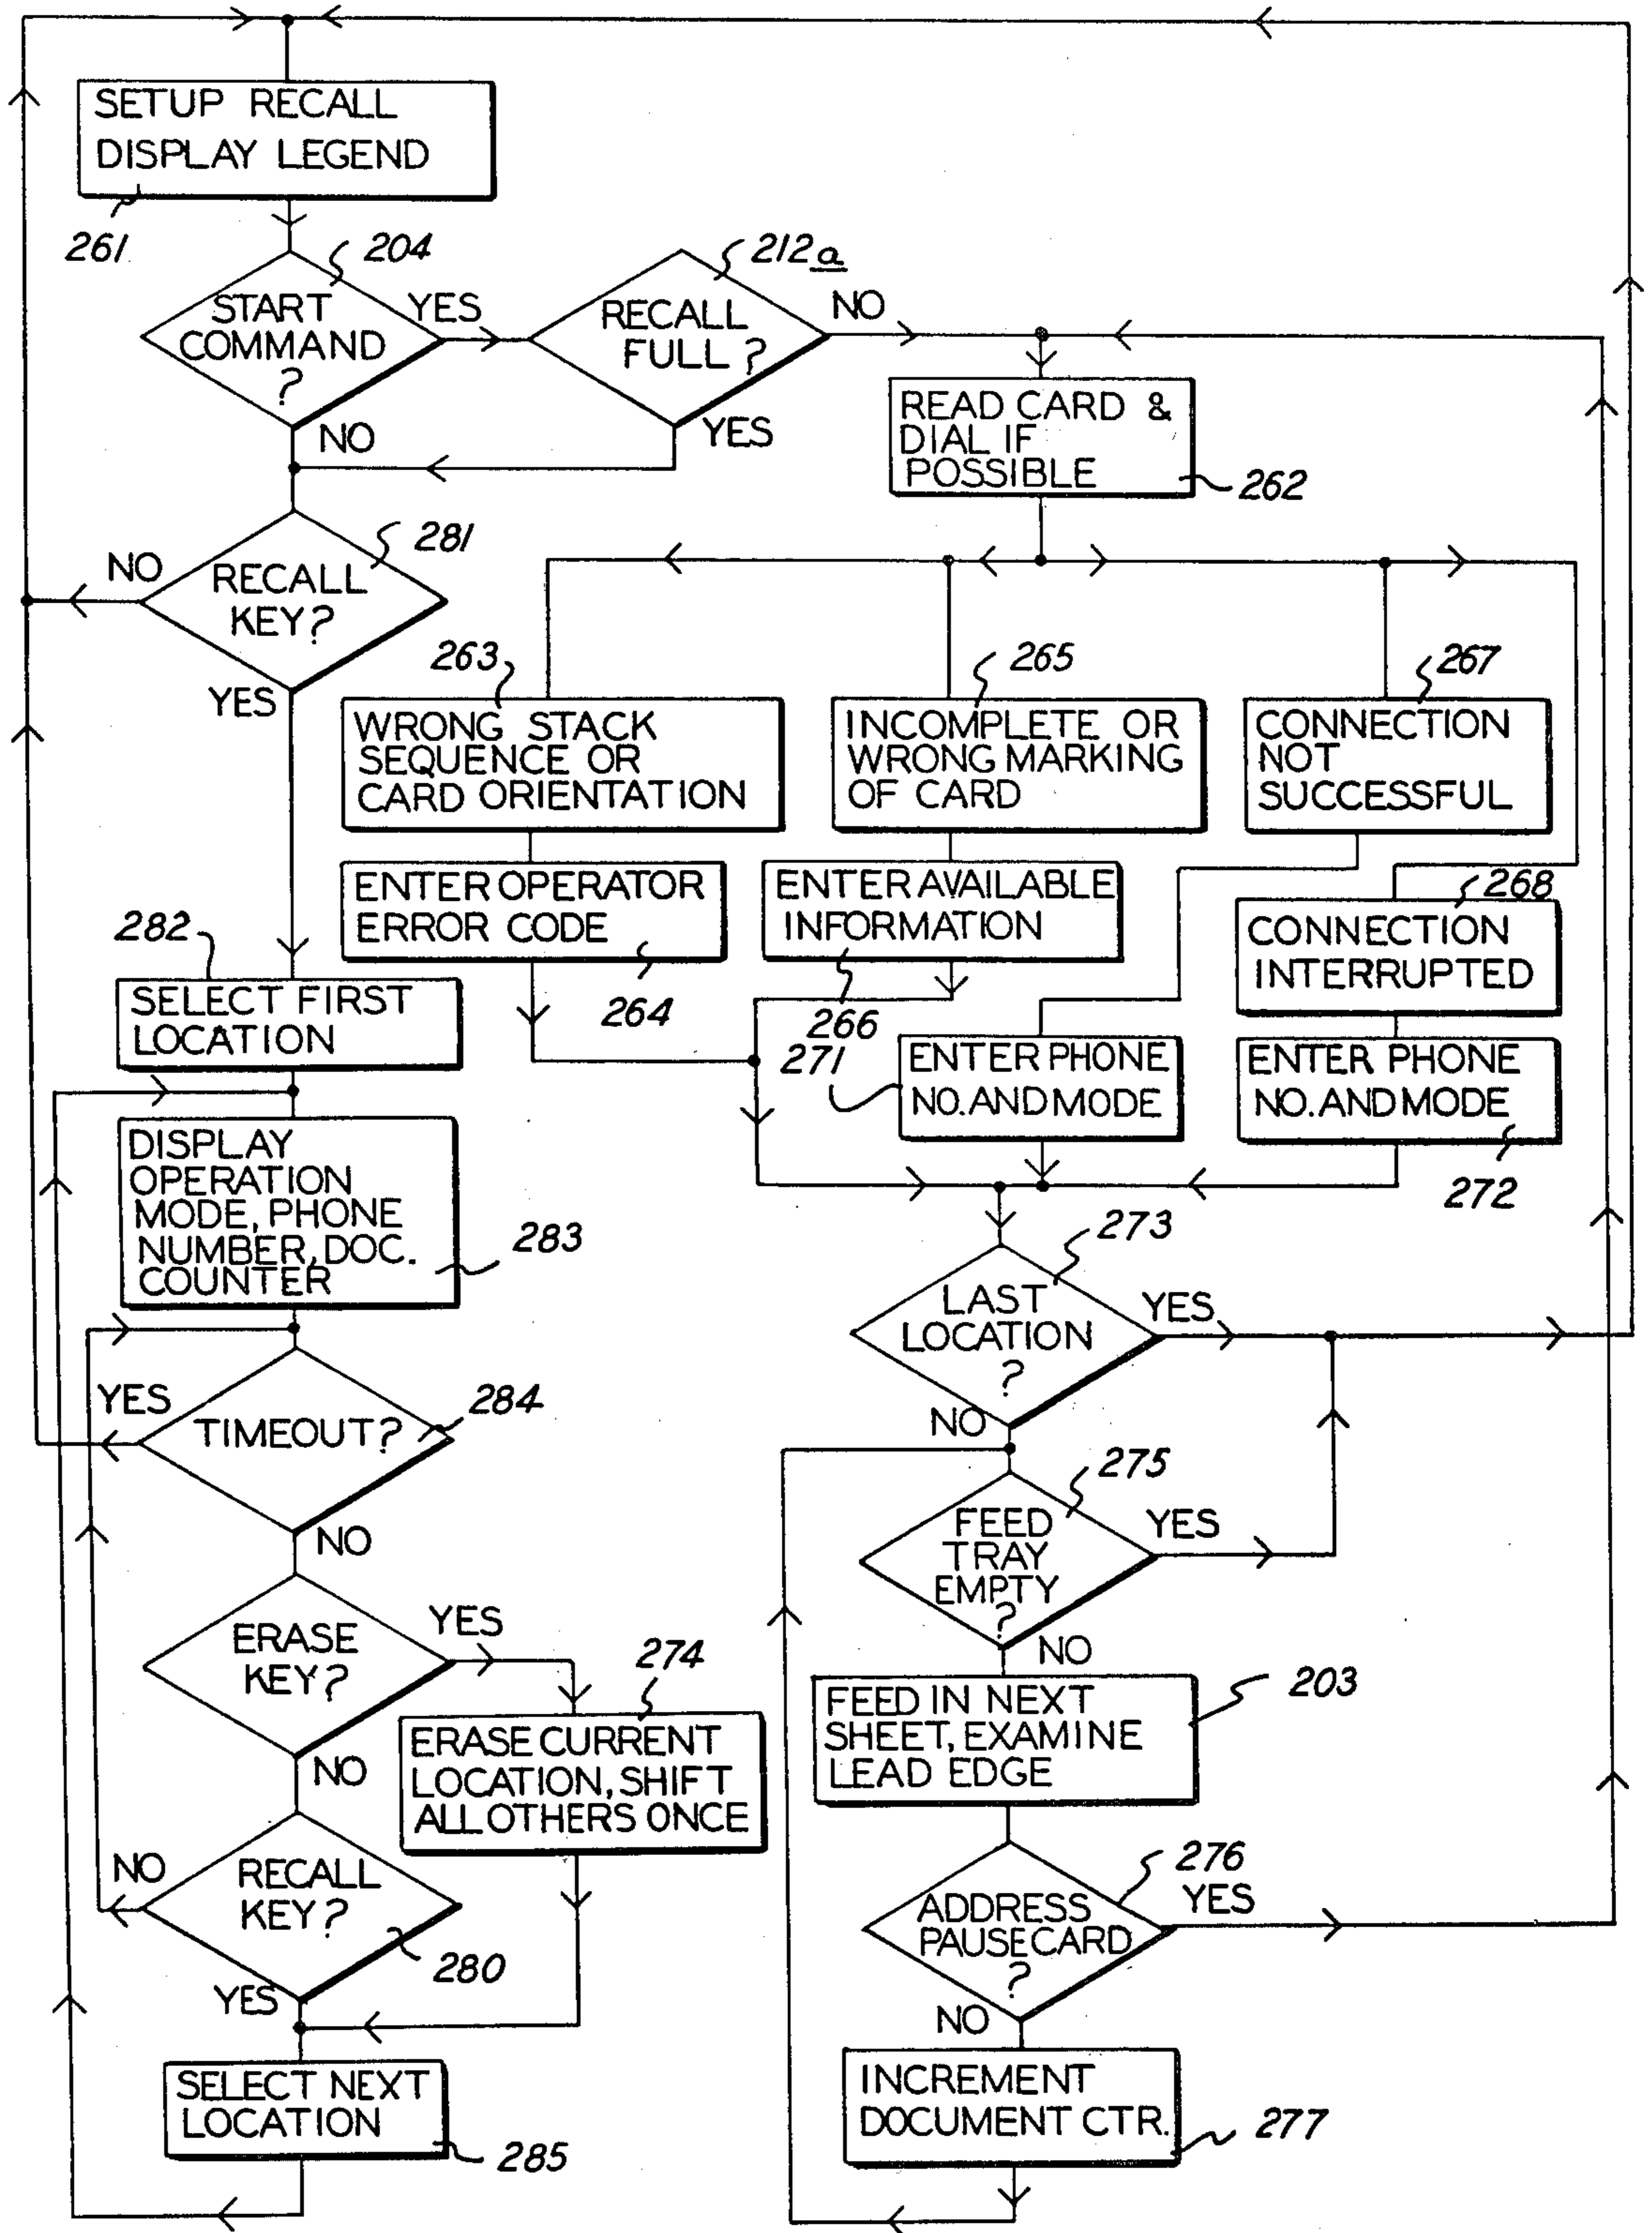 SETUP RECALL
DISPLAY LEGEND
261
204
START
COMMAND
?
YES
NO
212a
RECALL
FULL?
NO
YES
READ CARD &
DIAL IF
POSSIBLE
262
281
NO
RECALL
KEY?
YES
263
WRONG STACK
SEQUENCE OR
CARD ORIENTATION
265
INCOMPLETE OR
WRONG MARKING
OF CARD
267
CONNECTION
NOT
SUCCESSFUL
ENTER OPERATOR
ERROR CODE
264
ENTER AVAILABLE
INFORMATION
266
268
CONNECTION
INTERRUPTED
282
SELECT FIRST
LOCATION
271
ENTER PHONE
NO. AND MODE
ENTER PHONE
NO. AND MODE
272
DISPLAY
OPERATION
MODE, PHONE
NUMBER, DOC.
COUNTER
283
273
LAST
LOCATION
?
YES
NO
YES
TIMEOUT?
284
NO
275
FEED
TRAY
EMPTY
?
YES
NO
ERASE
KEY?
YES
NO
274
ERASE CURRENT
LOCATION, SHIFT
ALL OTHERS ONCE
203
FEED IN NEXT
SHEET, EXAMINE
LEAD EDGE
NO
RECALL
KEY?
280
YES
276
YES
ADDRESS
PAUSE CARD
?
NO
SELECT NEXT
LOCATION
285
INCREMENT
DOCUMENT CTR.
277